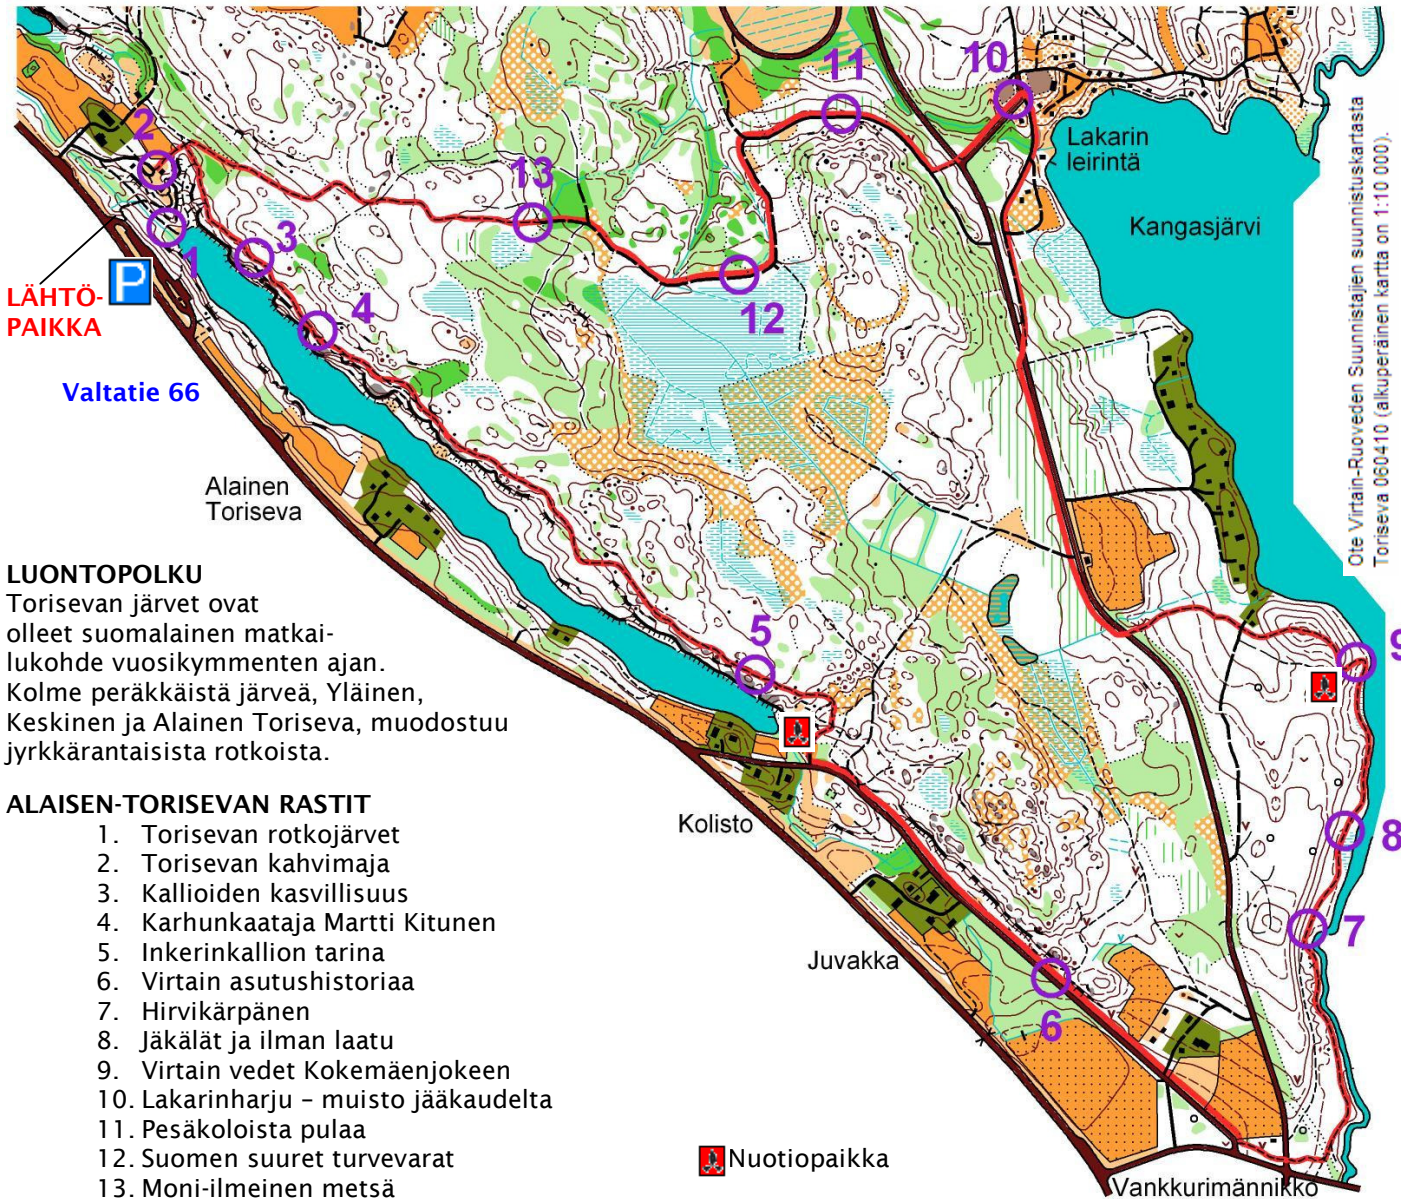 11
10
2
13
12
3
1
4
LÄHTÖ-
PAIKKA
P
Valtatie 66
Lakarin
leirintä
Kangasjärvi
Ote Virtain-Ruoveden Suunnistajien suunnistuskartasta
Toriseva 060410 (alkuperäinen kartta on 1:10 000).
Alainen
Toriseva
5
9
8
7
6
Kolisto
Juvakka
Vankkurimännikkö
LUONTOPOLKU
Torisevan järvet ovat
olleet suomalainen matkai-
lukohde vuosikymmenten ajan.
Kolme peräkkäistä järveä, Yläinen,
Keskinen ja Alainen Toriseva, muodostuu
jyrkkärantaisista rotkoista.
ALAISEN-TORISEVAN RASTIT
1. Torisevan rotkojärvet
2. Torisevan kahvimaja
3. Kallioiden kasvillisuus
4. Karhunkaataja Martti Kitunen
5. Inkerinkallion tarina
6. Virtain asutushistoriaa
7. Hirvikärpänen
8. Jäkälät ja ilman laatu
9. Virtain vedet Kokemäenjokeen
10. Lakarinharju – muisto jääkaudelta
11. Pesäkoloista pulaa
12. Suomen suuret turvevarat
13. Moni-ilmeinen metsä
Nuotiopaikka